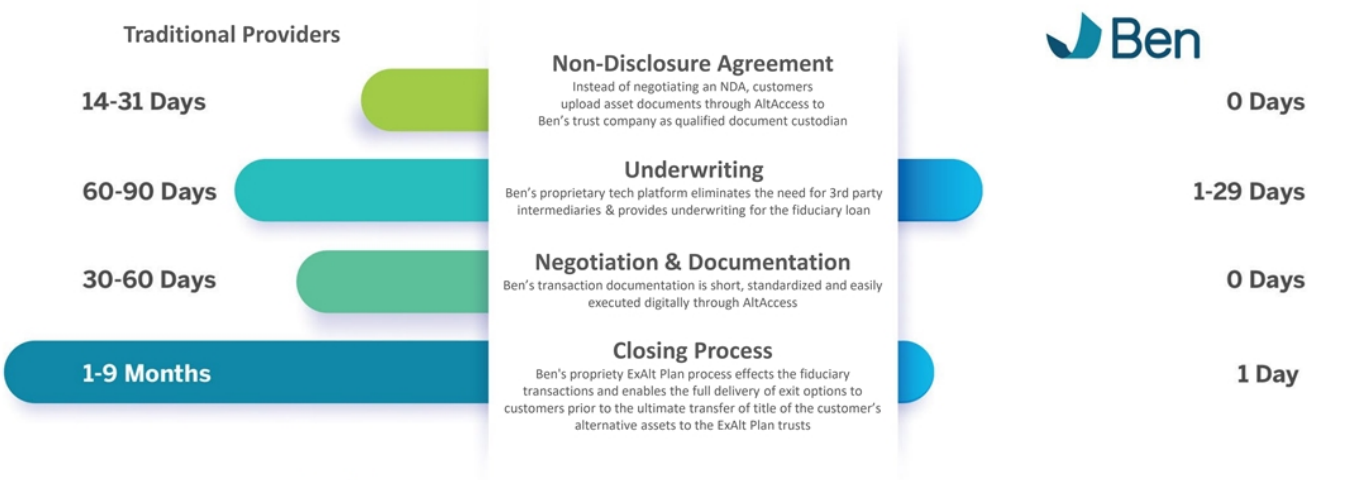 Traditional Providers
Ben
Non-Disclosure Agreement
Instead of negotiating an NDA, customers
upload asset documents through AltAccess to
Ben's trust company as qualified document custodian
14-31 Days
0 Days
Underwriting
Ben's proprietary tech platform eliminates the need for 3rd party
intermediaries & provides underwriting for the fiduciary loan
60-90 Days
1-29 Days
Negotiation & Documentation
Ben's transaction documentation is short, standardized and easily
executed digitally through AltAccess
30-60 Days
0 Days
Closing Process
Ben's propriety ExAlt Plan process effects the fiduciary
transactions and enables the full delivery of exit options to
customers prior to the ultimate transfer of title of the customer's
alternative assets to the ExAlt Plan trusts
1-9 Months
1 Day